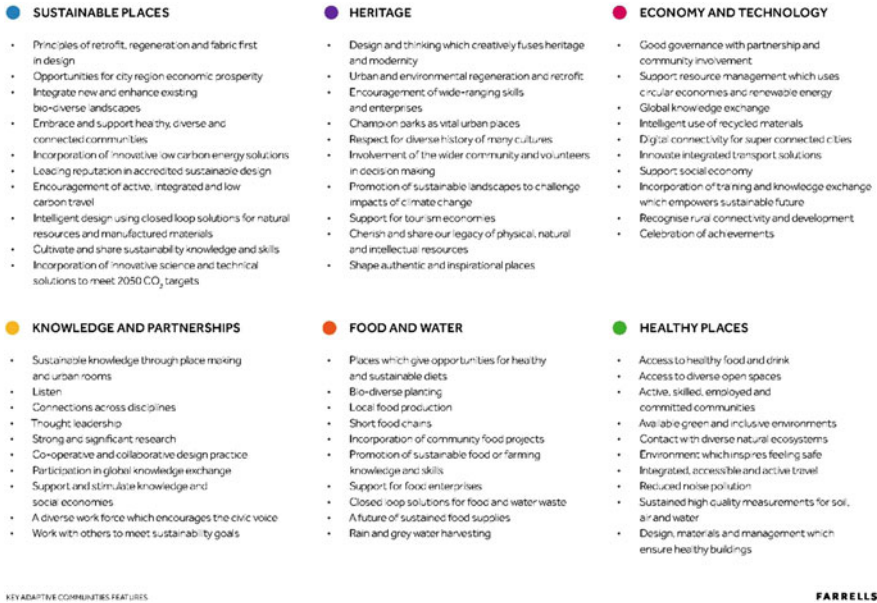 SUSTAINABLE PLACES
• Principles of retrofit, regeneration and fabric first
in design
• Opportunities for city region economic prosperity
• Integrate new and enhance existing
bio-diverse landscapes
• Embrace and support healthy, diverse and
connected communities
• Incorporation of innovative low carbon energy solutions
• Leading reputation in accredited sustainable design
• Encouragement of active, integrated and low
carbon travel
• Intelligent design using closed loop solutions for natural
resources and manufactured materials
• Cultivate and share sustainability knowledge and skills
• Incorporation of innovative science and technical
solutions to meet 2050 CO₂ targets
HERITAGE
• Design and thinking which creatively fuses heritage
and modernity
• Urban and environmental regeneration and retrofit
• Encouragement of wide-ranging skills
and enterprises
• Champion parks as vital urban places
• Respect for diverse history of many cultures
• Involvement of the wider community and volunteers
in decision making
• Promotion of sustainable landscapes to challenge
impacts of climate change
• Support for tourism economies
• Cherish and share our legacy of physical, natural
and intellectual resources
• Shape authentic and inspirational places
ECONOMY AND TECHNOLOGY
• Good governance with partnership and
community involvement
• Support resource management which uses
circular economies and renewable energy
• Global knowledge exchange
• Intelligent use of recycled materials
• Digital connectivity for super connected cities
• Innovate integrated transport solutions
• Support social economy
• Incorporation of training and knowledge exchange
which empowers sustainable future
• Recognise rural connectivity and development
• Celebration of achievements
KNOWLEDGE AND PARTNERSHIPS
• Sustainable knowledge through place making
and urban rooms
• Listen
• Connections across disciplines
• Thought leadership
• Strong and significant research
• Co-operative and collaborative design practice
• Participation in global knowledge exchange
• Support and stimulate knowledge and
social economies
• A diverse work force which encourages the civic voice
• Work with others to meet sustainability goals
FOOD AND WATER
• Places which give opportunities for healthy
and sustainable diets
• Bio-diverse planting
• Local food production
• Short food chains
• Incorporation of community food projects
• Promotion of sustainable food or farming
knowledge and skills
• Support for food enterprises
• Closed loop solutions for food and water waste
• A future of sustained food supplies
• Rain and grey water harvesting
HEALTHY PLACES
• Access to healthy food and drink
• Access to diverse open spaces
• Active, skilled, employed and
committed communities
• Available green and inclusive environments
• Contact with diverse natural ecosystems
• Environment which inspires feeling safe
• Integrated, accessible and active travel
• Reduced noise pollution
• Sustained high quality measurements for soil,
air and water
• Design, materials and management which
ensure healthy buildings
KEY ADAPTIVE COMMUNITIES FEATURES
FARRELLS